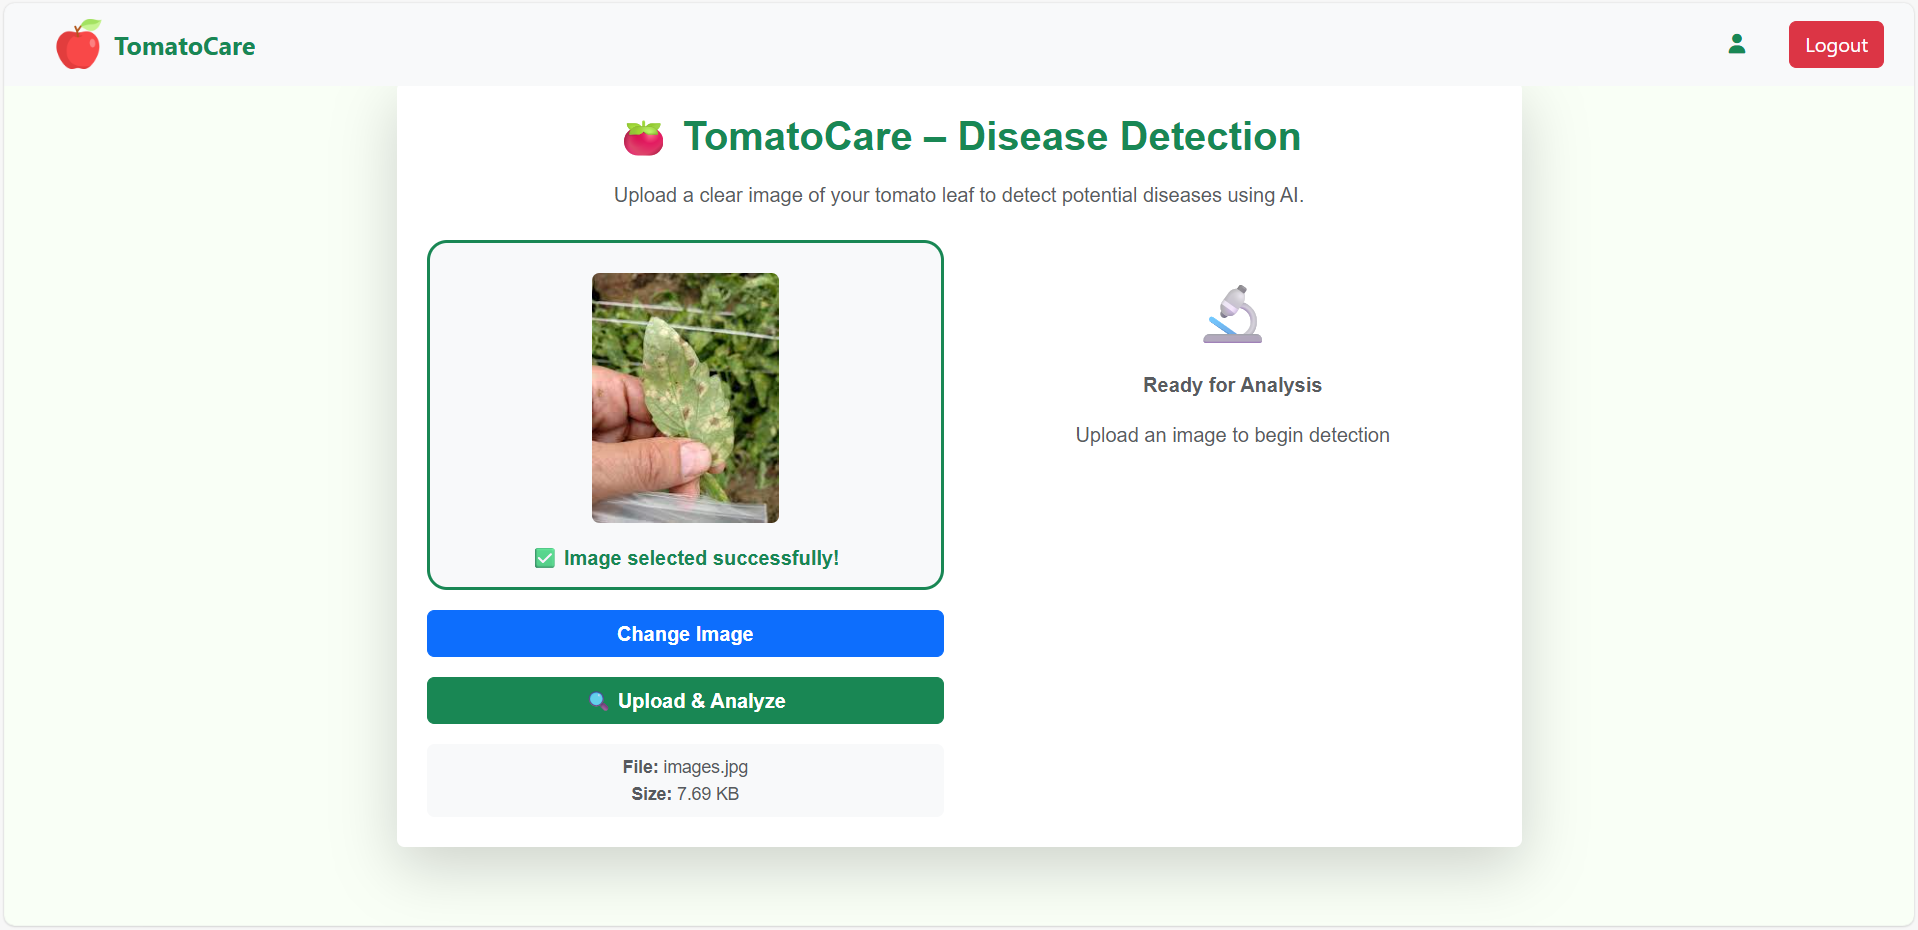 TomatoCare
Logout
TomatoCare – Disease Detection
Upload a clear image of your tomato leaf to detect potential diseases using AI.
Image selected successfully!
Change Image
Upload & Analyze
File: images.jpg
Size: 7.69 KB
Ready for Analysis
Upload an image to begin detection